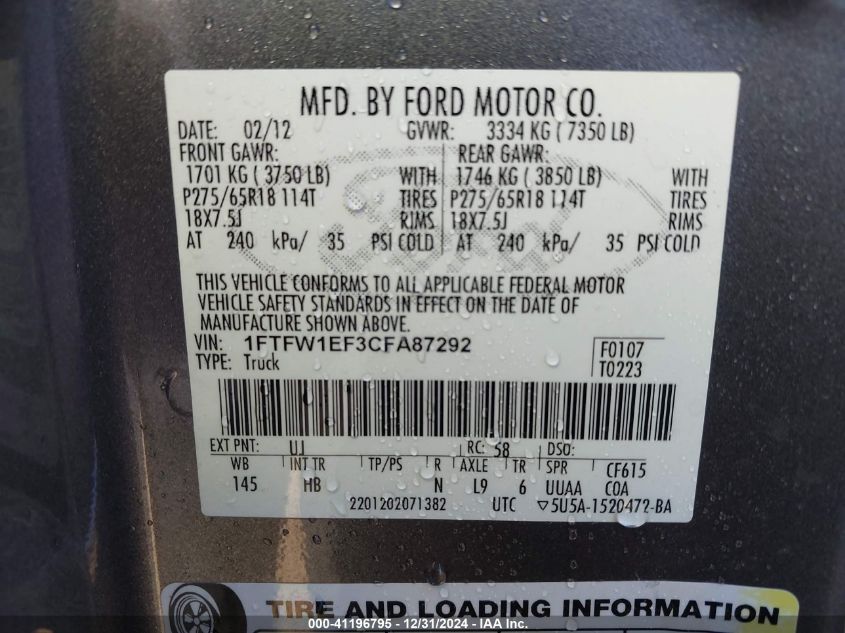 MFD. BY FORD MOTOR CO.
DATE: 02/12 GVWR: 3334 KG ( 7350 LB)
FRONT GAWR: REAR GAWR:
1701 KG ( 3750 LB) WITH 1746 KG ( 3850 LB) WITH
P275/65R18 114T TIRES P275/65R18 114T TIRES
18X7.5J RIMS 18X7.5J RIMS
AT 240 kPa/ 35 PSI COLD AT 240 kPa/ 35 PSI COLD
THIS VEHICLE CONFORMS TO ALL APPLICABLE FEDERAL MOTOR
VEHICLE SAFETY STANDARDS IN EFFECT ON THE DATE OF
MANUFACTURE SHOWN ABOVE.
VIN: 1FTFW1EF3CFA87292 F0107
TYPE: Truck T0223
EXT PNT: UJ RC: 58 DSO:
WB INT TR TP/PS R AXLE TR SPR CF615
145 HB N L9 6 UUAA COA
2201202071382 UTC ▽5U5A-1520472-BA
TIRE AND LOADING INFORMATION
000-41196795 - 12/31/2024 - IAA Inc.